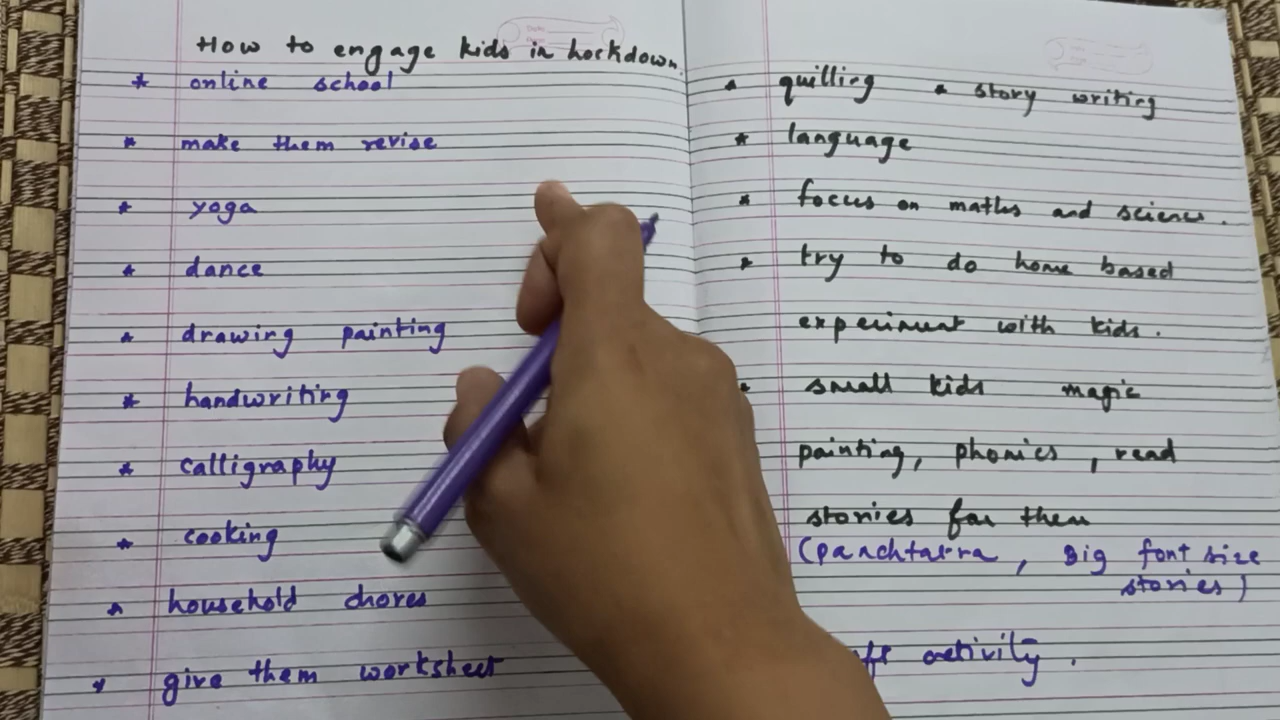 How to engage kids in lockdown.
* online school
* make them revise
* yoga
* dance
* drawing painting
* handwriting
* calligraphy
* cooking
* household chores
* give them worksheet
* quilling * story writing
* language
* focus on maths and science.
* try to do home based
experiment with kids.
* small kids magic
painting, phonics, read
stories for them
(panchtatra, Big font size
stories)
activity.